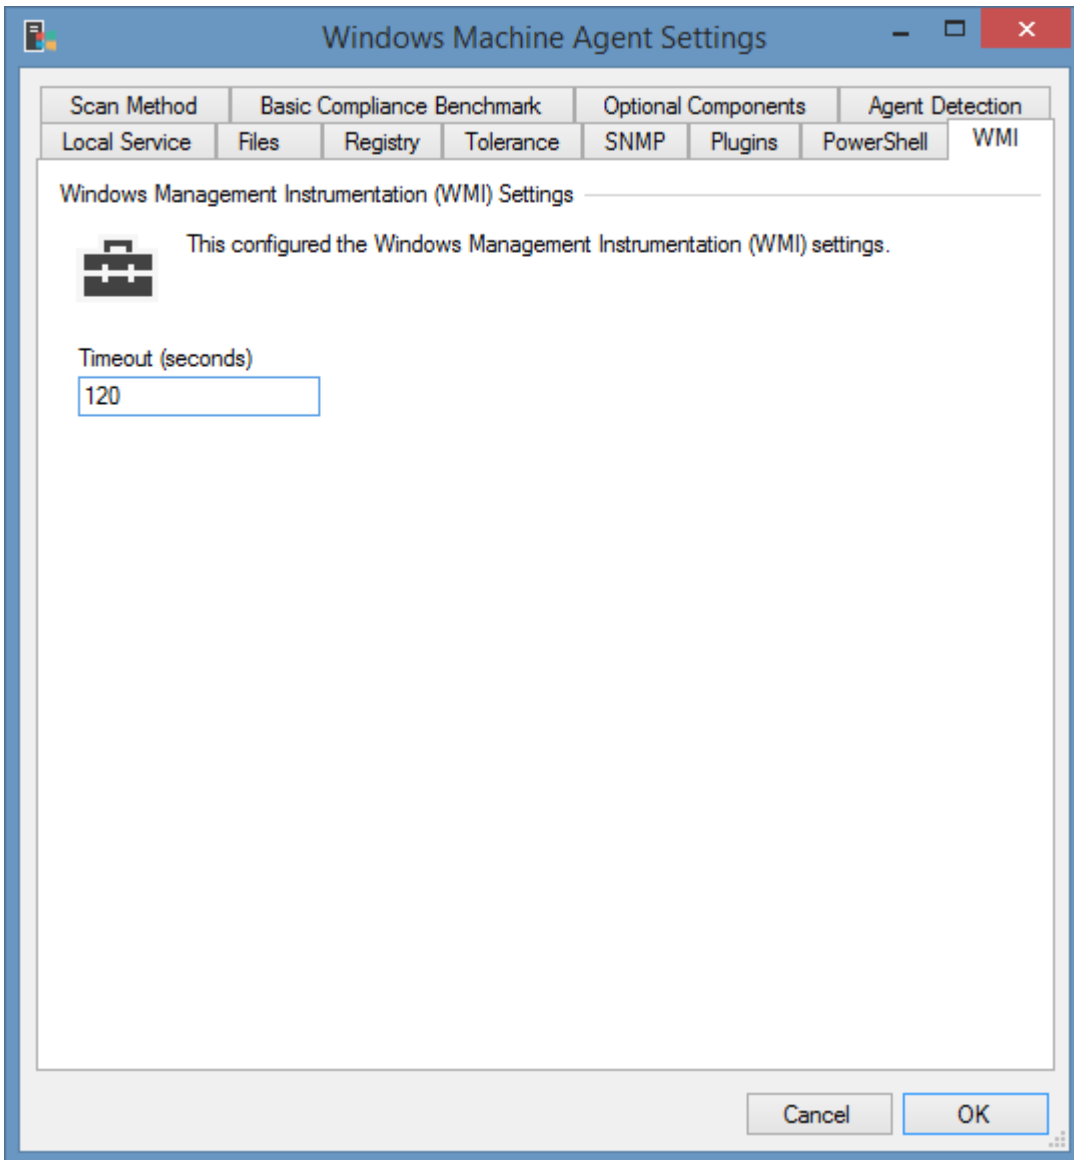 Windows Machine Agent Settings
Scan Method Basic Compliance Benchmark Optional Components Agent Detection
Local Service Files Registry Tolerance SNMP Plugins PowerShell WMI
Windows Management Instrumentation (WMI) Settings
This configured the Windows Management Instrumentation (WMI) settings.
Timeout (seconds)
120
Cancel OK